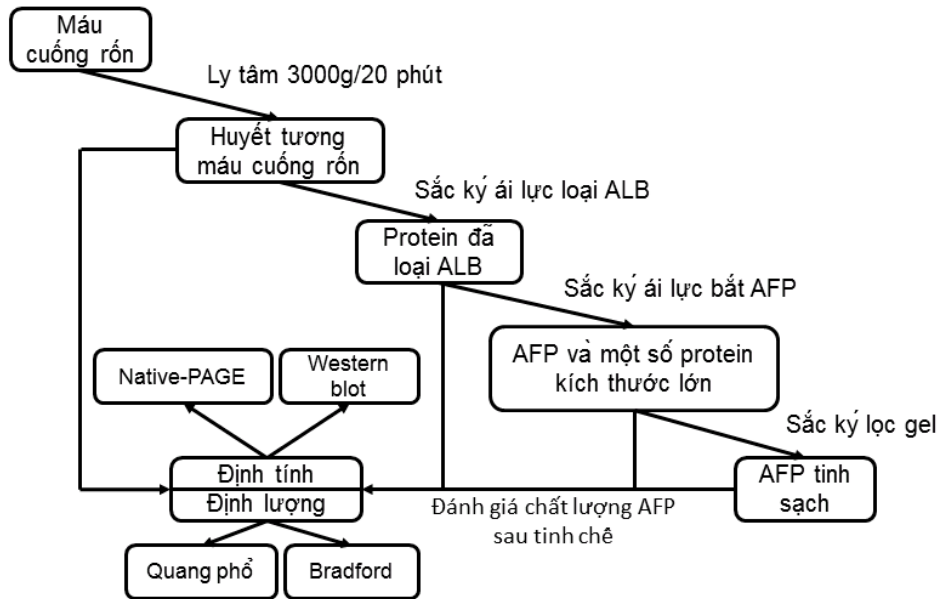 Máu
cuống rốn
Ly tâm 3000g/20 phút
Huyết tương
máu cuống rốn
Sắc ký ái lực loại ALB
Protein đã
loại ALB
Sắc ký ái lực bắt AFP
AFP và một số protein
kích thước lớn
Native-PAGE
Western
blot
Sắc ký lọc gel
Định tính
Định lượng
AFP tinh
sạch
Đánh giá chất lượng AFP
sau tinh chế
Quang phổ
Bradford